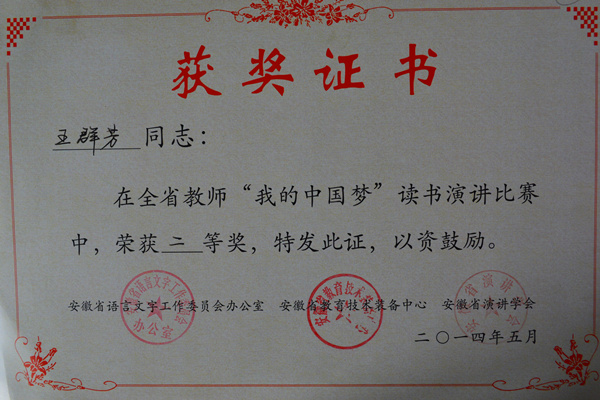 获奖证书
王群芳 同志：
在全省教师“我的中国梦”读书演讲比赛
中，荣获二等奖，特发此证，以资鼓励。
安徽省语言文字工作委员会办公室 安徽省教育技术装备中心 安徽省演讲学会
办公室
二〇一四年五月